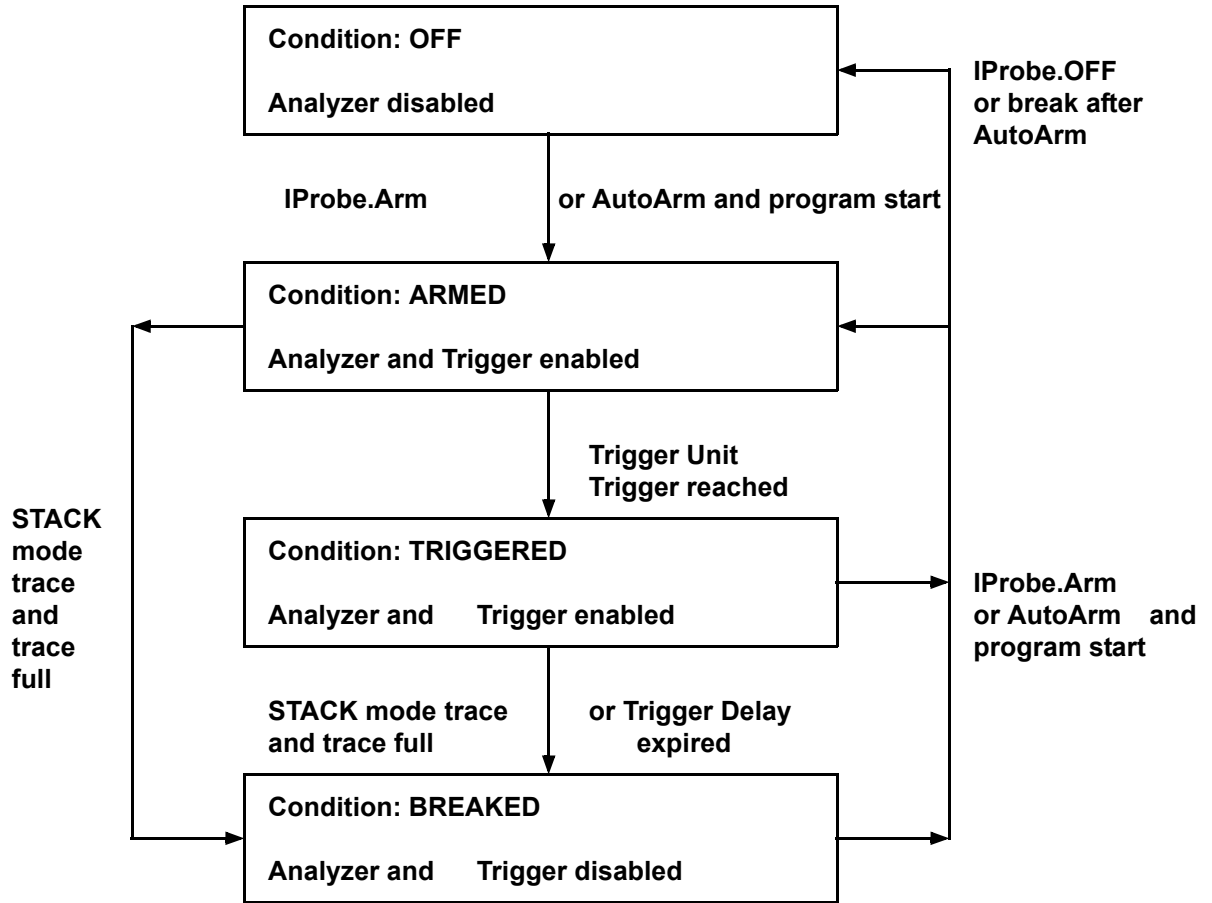 Condition: OFF
Analyzer disabled
IProbe.OFF
or break after
AutoArm
IProbe.Arm
or AutoArm and program start
Condition: ARMED
Analyzer and Trigger enabled
Trigger Unit
Trigger reached
STACK
mode
trace
and
trace
full
Condition: TRIGGERED
Analyzer and Trigger enabled
IProbe.Arm
or AutoArm and
program start
STACK mode trace
and trace full
or Trigger Delay
expired
Condition: BREAKED
Analyzer and Trigger disabled